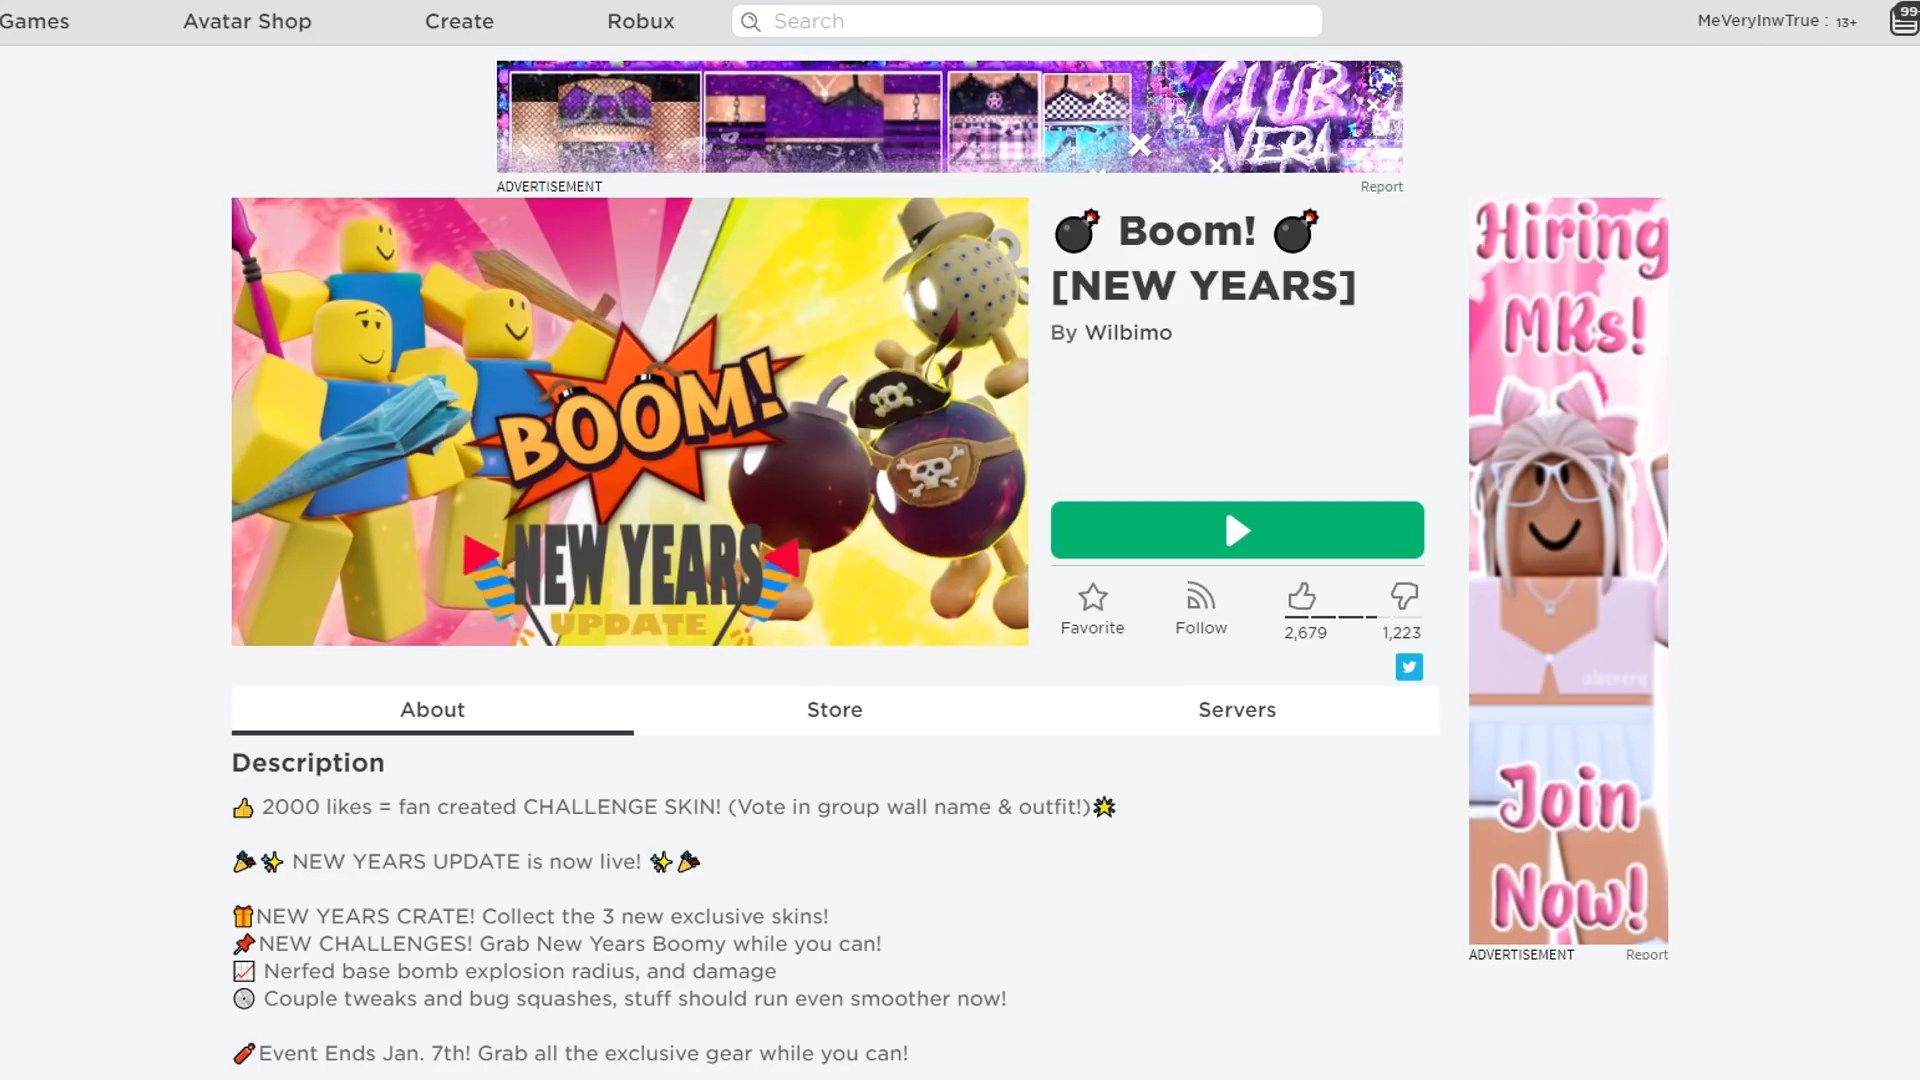 Games
Avatar Shop
Create
Robux
Search
MeVeryInwTrue : 13+
99
CLUB
VERA
ADVERTISEMENT
Report
💣 Boom! 💣
[NEW YEARS]
By Wilbimo
BOOM!
NEW YEARS
UPDATE
Favorite
Follow
2,679
1,223
Hiring
MRs!
Join
Now!
ADVERTISEMENT
Report
About
Store
Servers
Description
👍 2000 likes = fan created CHALLENGE SKIN! (Vote in group wall name & outfit!)🌟
🎉✨ NEW YEARS UPDATE is now live! ✨🎉
🎁NEW YEARS CRATE! Collect the 3 new exclusive skins!
📌NEW CHALLENGES! Grab New Years Boomy while you can!
📈 Nerfed base bomb explosion radius, and damage
💿 Couple tweaks and bug squashes, stuff should run even smoother now!
🧨Event Ends Jan. 7th! Grab all the exclusive gear while you can!